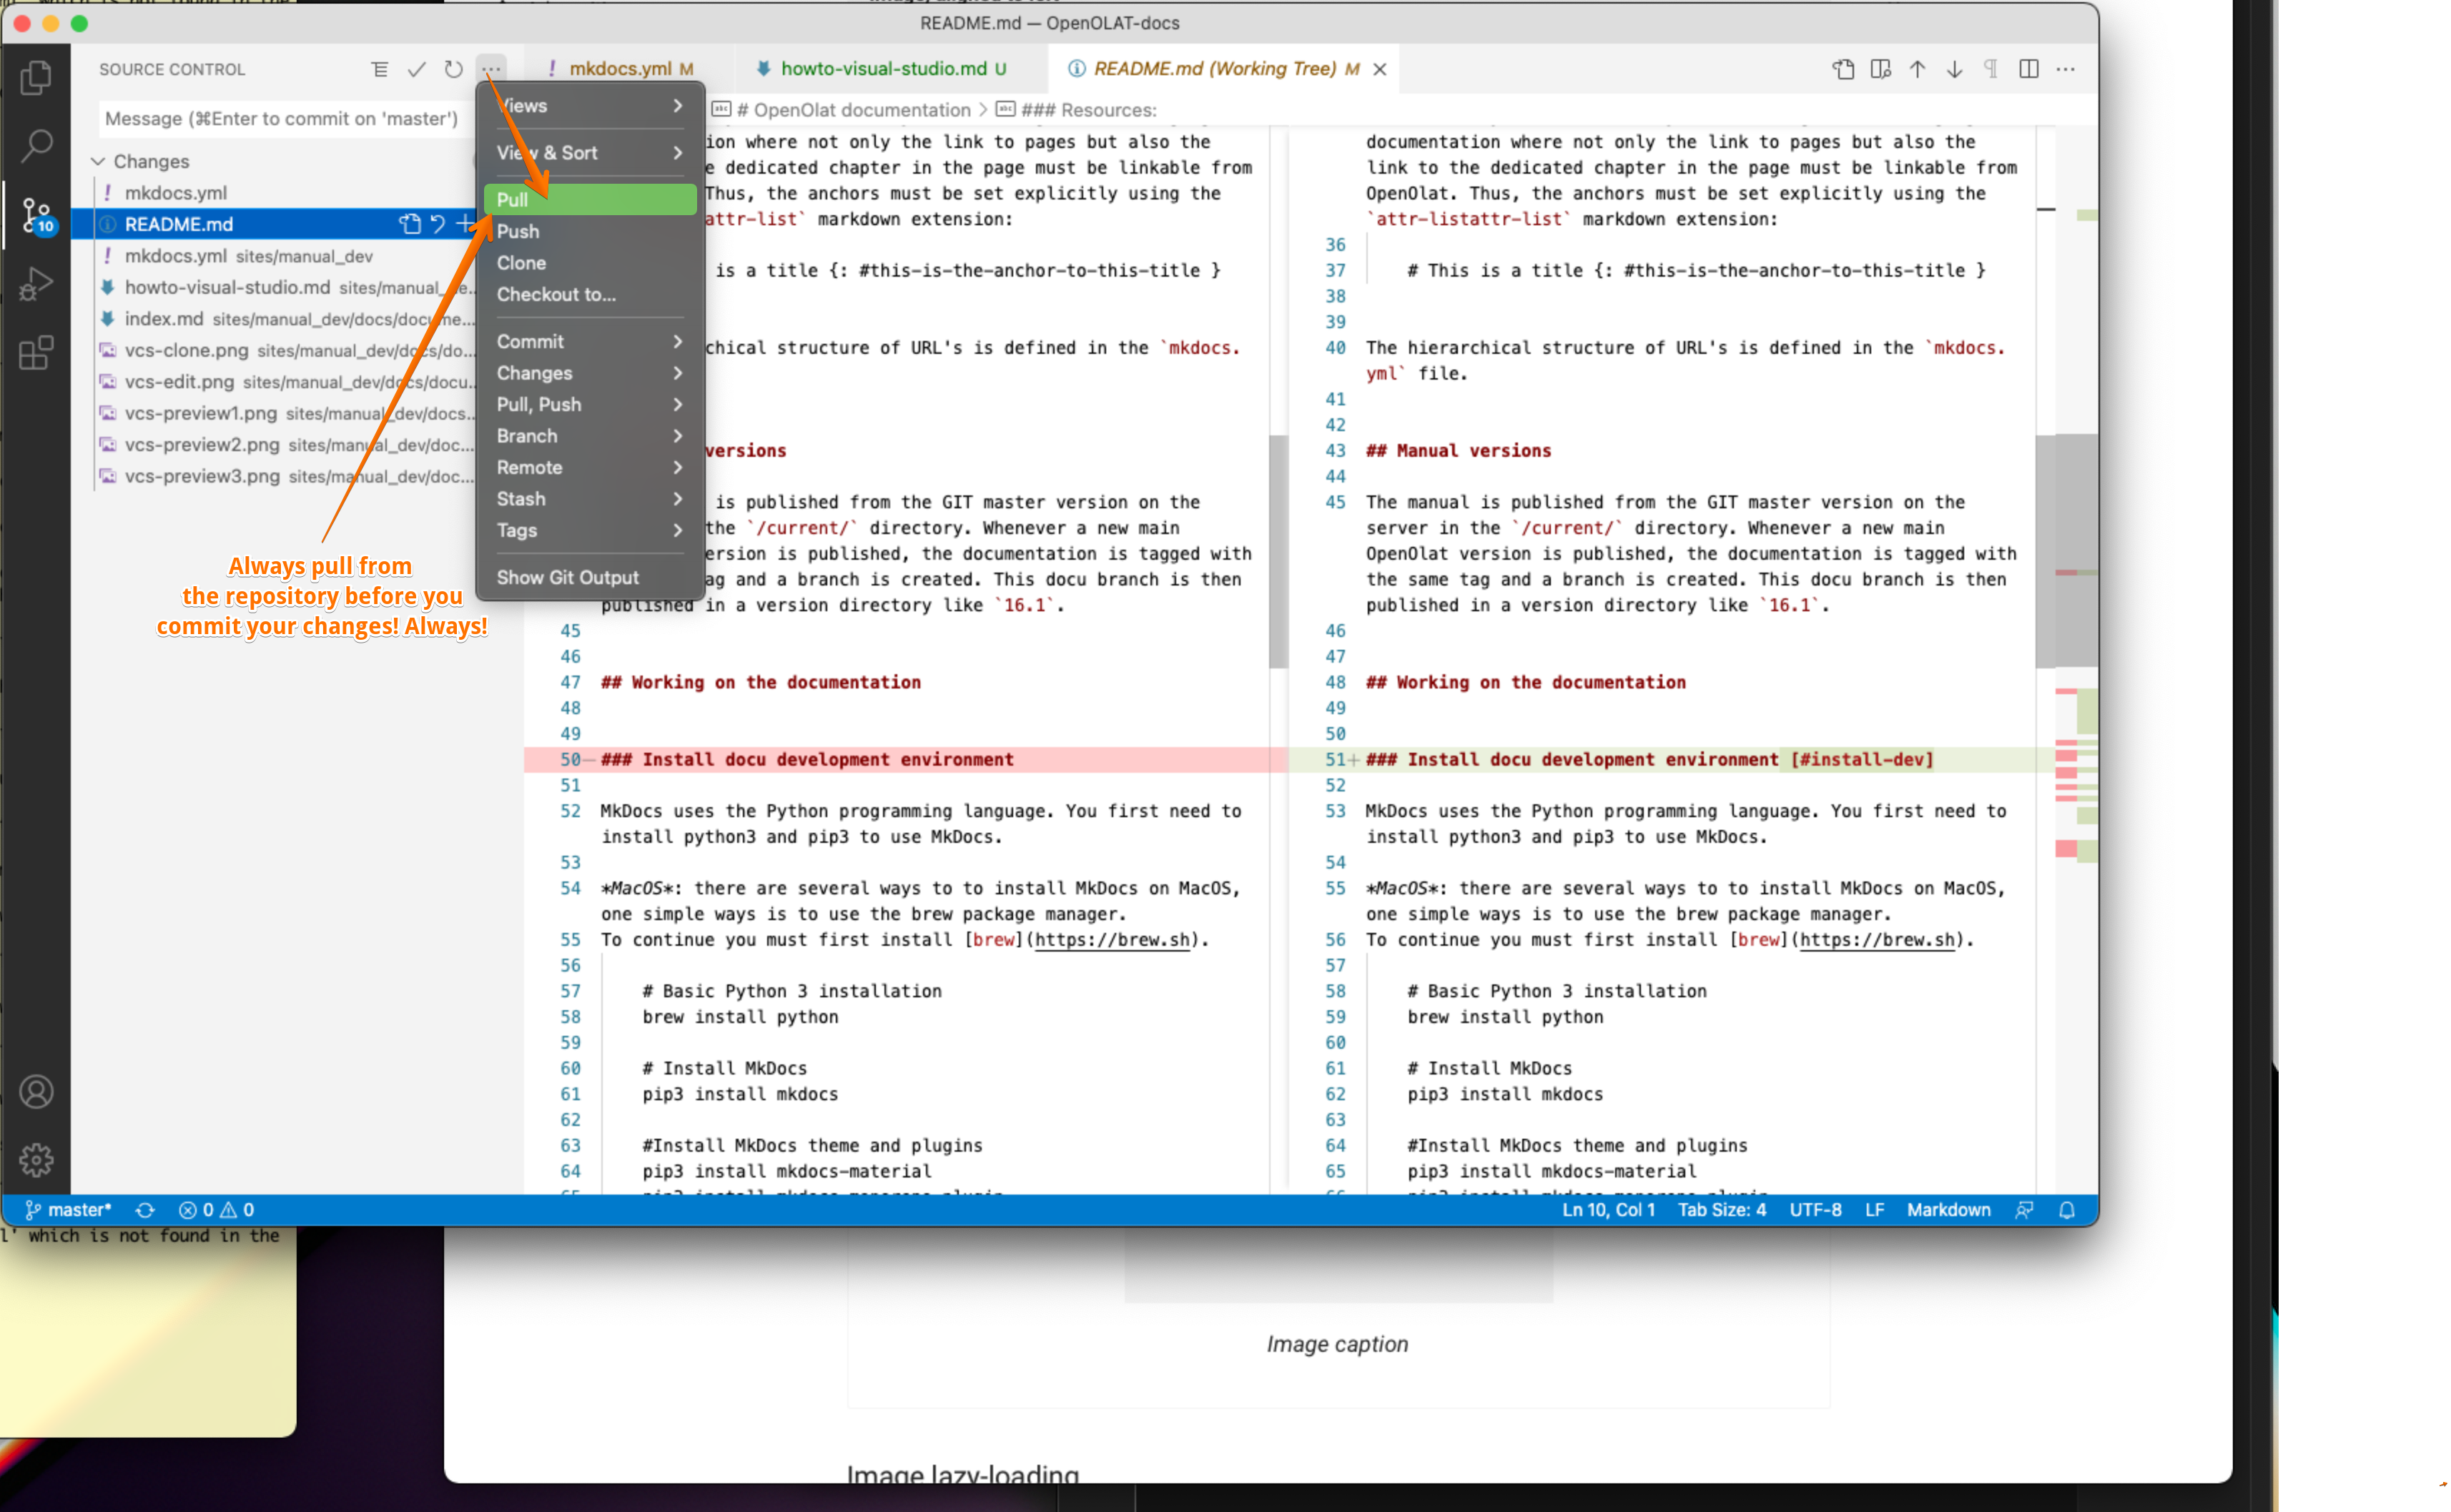 README.md — OpenOLAT-docs
SOURCE CONTROL
mkdocs.yml M
howto-visual-studio.md U
README.md (Working Tree) M
Message (⌘Enter to commit on 'master')
# OpenOlat documentation
### Resources:
Changes
mkdocs.yml
README.md
mkdocs.yml sites/manual_dev
howto-visual-studio.md sites/manual_de...
index.md sites/manual_dev/docs/docume...
vcs-clone.png sites/manual_dev/docs/do...
vcs-edit.png sites/manual_dev/docs/docu...
vcs-preview1.png sites/manual_dev/docs...
vcs-preview2.png sites/manual_dev/doc...
vcs-preview3.png sites/manual_dev/doc...
10
Always pull from
the repository before you
commit your changes! Always!
Views
View & Sort
Pull
Push
Clone
Checkout to...
Commit
Changes
Pull, Push
Branch
Remote
Stash
Tags
Show Git Output
ion where not only the link to pages but also the
e dedicated chapter in the page must be linkable from
Thus, the anchors must be set explicitly using the
attr-list` markdown extension:
is a title {: #this-is-the-anchor-to-this-title }
chical structure of URL's is defined in the `mkdocs.
versions
is published from the GIT master version on the
the `/current/` directory. Whenever a new main
ersion is published, the documentation is tagged with
ag and a branch is created. This docu branch is then
published in a version directory like `16.1`.
45
46
47 ## Working on the documentation
48
49
50 ### Install docu development environment
51
52 MkDocs uses the Python programming language. You first need to
install python3 and pip3 to use MkDocs.
53
54 *MacOS*: there are several ways to to install MkDocs on MacOS,
one simple ways is to use the brew package manager.
55 To continue you must first install [brew](https://brew.sh).
56
57 # Basic Python 3 installation
58 brew install python
59
60 # Install MkDocs
61 pip3 install mkdocs
62
63 #Install MkDocs theme and plugins
64 pip3 install mkdocs-material
documentation where not only the link to pages but also the
link to the dedicated chapter in the page must be linkable from
OpenOlat. Thus, the anchors must be set explicitly using the
`attr-listattr-list` markdown extension:
36
37 # This is a title {: #this-is-the-anchor-to-this-title }
38
39
40 The hierarchical structure of URL's is defined in the `mkdocs.
yml` file.
41
42
43 ## Manual versions
44
45 The manual is published from the GIT master version on the
server in the `/current/` directory. Whenever a new main
OpenOlat version is published, the documentation is tagged with
the same tag and a branch is created. This docu branch is then
published in a version directory like `16.1`.
46
47
48 ## Working on the documentation
49
50
51+ ### Install docu development environment [#install-dev]
52
53 MkDocs uses the Python programming language. You first need to
install python3 and pip3 to use MkDocs.
54
55 *MacOS*: there are several ways to to install MkDocs on MacOS,
one simple ways is to use the brew package manager.
56 To continue you must first install [brew](https://brew.sh).
57
58 # Basic Python 3 installation
59 brew install python
60
61 # Install MkDocs
62 pip3 install mkdocs
63
64 #Install MkDocs theme and plugins
65 pip3 install mkdocs-material
master*
0
0
Ln 10, Col 1
Tab Size: 4
UTF-8
LF
Markdown
l' which is not found in the
Image caption
Image lazy-loading